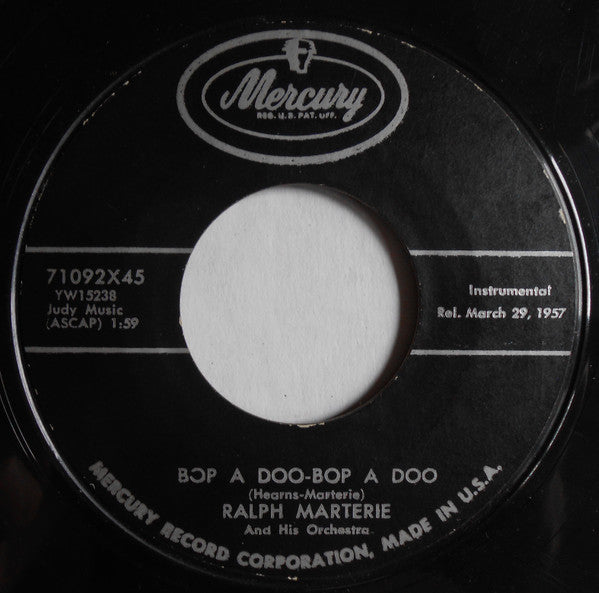 Mercury
REG. U.S. PAT. OFF.
71092X45
YW15238
Judy Music
(ASCAP) 1:59
Instrumental
Rel. March 29, 1957
BOP A DOO-BOP A DOO
(Hearns-Marterie)
RALPH MARTERIE
And His Orchestra
MERCURY RECORD CORPORATION, MADE IN U.S.A.